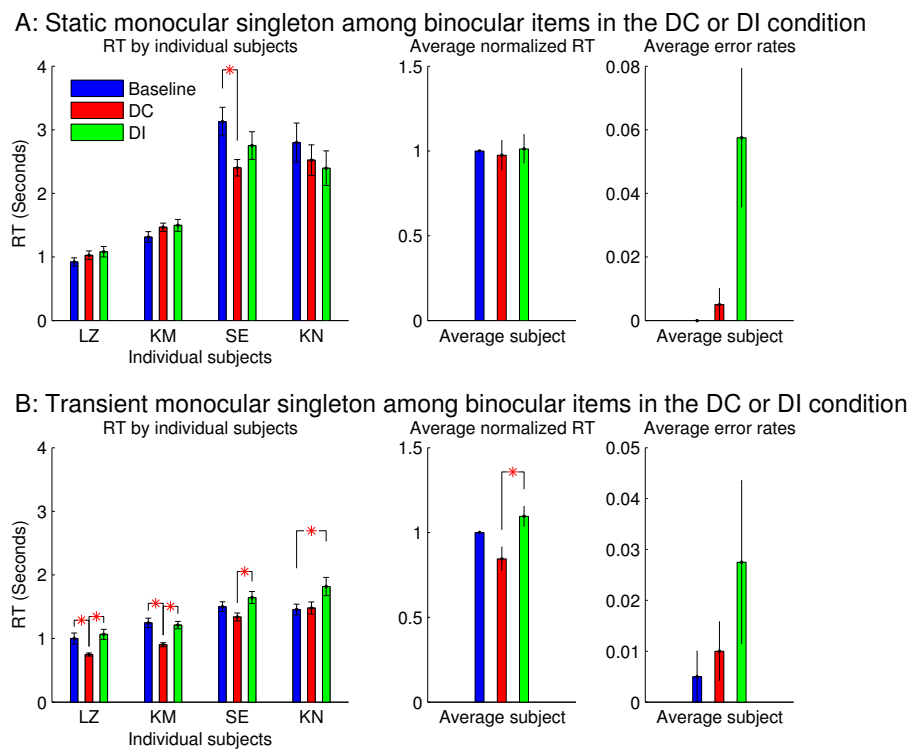 A: Static monocular singleton among binocular items in the DC or DI condition
RT by individual subjects
Average normalized RT
Average error rates
4
3
2
1
0
RT (Seconds)
Baseline
DC
DI
LZ KM SE KN
Individual subjects
1.5
1
0.5
0
Average subject
0.08
0.06
0.04
0.02
0
Average subject
B: Transient monocular singleton among binocular items in the DC or DI condition
RT by individual subjects
Average normalized RT
Average error rates
4
3
2
1
0
RT (Seconds)
LZ KM SE KN
Individual subjects
1.5
1
0.5
0
Average subject
0.05
0.04
0.03
0.02
0.01
0
Average subject